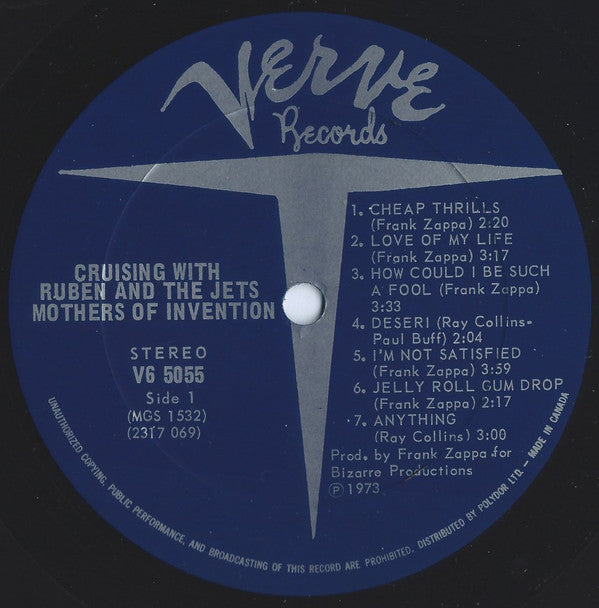 Verve
Records
CRUISING WITH
RUBEN AND THE JETS
MOTHERS OF INVENTION
STEREO
V6 5055
Side 1
(MGS 1532)
(2317 069)
1. CHEAP THRILLS
(Frank Zappa) 2:20
2. LOVE OF MY LIFE
(Frank Zappa) 3:17
3. HOW COULD I BE SUCH
A FOOL (Frank Zappa)
3:33
4. DESERI (Ray Collins-
Paul Buff) 2:04
5. I'M NOT SATISFIED
(Frank Zappa) 3:59
6. JELLY ROLL GUM DROP
(Frank Zappa) 2:17
7. ANYTHING
(Ray Collins) 3:00
Prod. by Frank Zappa for
Bizarre Productions
Ⓟ1973
UNAUTHORIZED COPYING, PUBLIC PERFORMANCE, AND BROADCASTING OF THIS RECORD ARE PROHIBITED. DISTRIBUTED BY POLYDOR LTD. – MADE IN CANADA